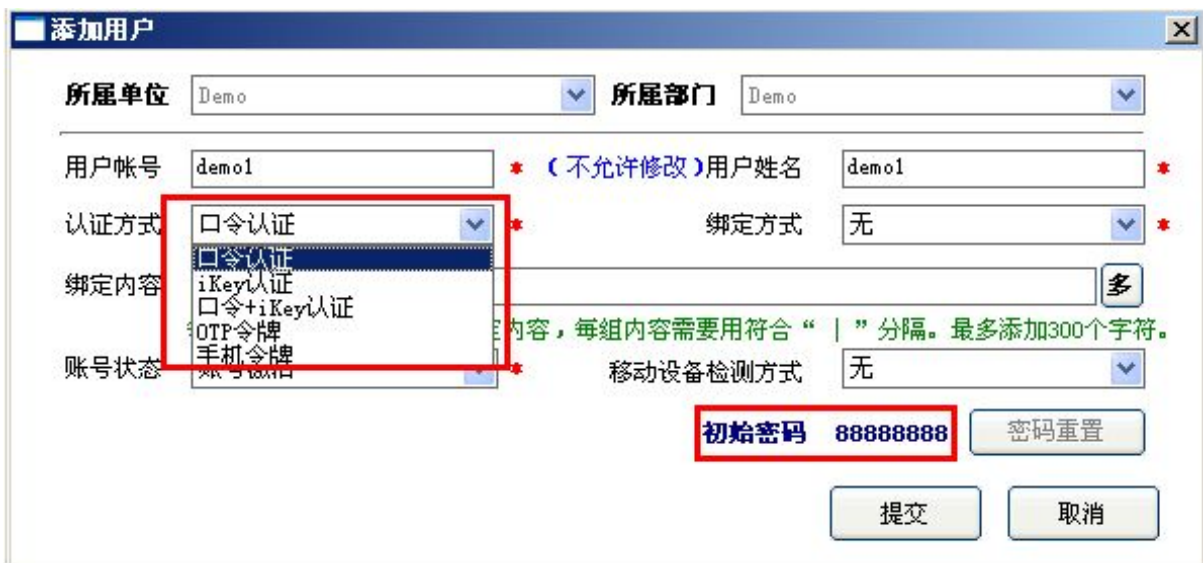 添加用户
所属单位 Demo 所属部门 Demo
用户帐号 demo1 * (不允许修改)用户姓名 demo1 *
认证方式 口令认证 * 绑定方式 无 *
口令认证
绑定内容 iKey认证 多
口令+iKey认证
OTP令牌 内容，每组内容需要用符合“ | ”分隔。最多添加300个字符。
手机令牌
账号状态 账号激活 * 移动设备检测方式 无
初始密码 88888888 密码重置
提交 取消